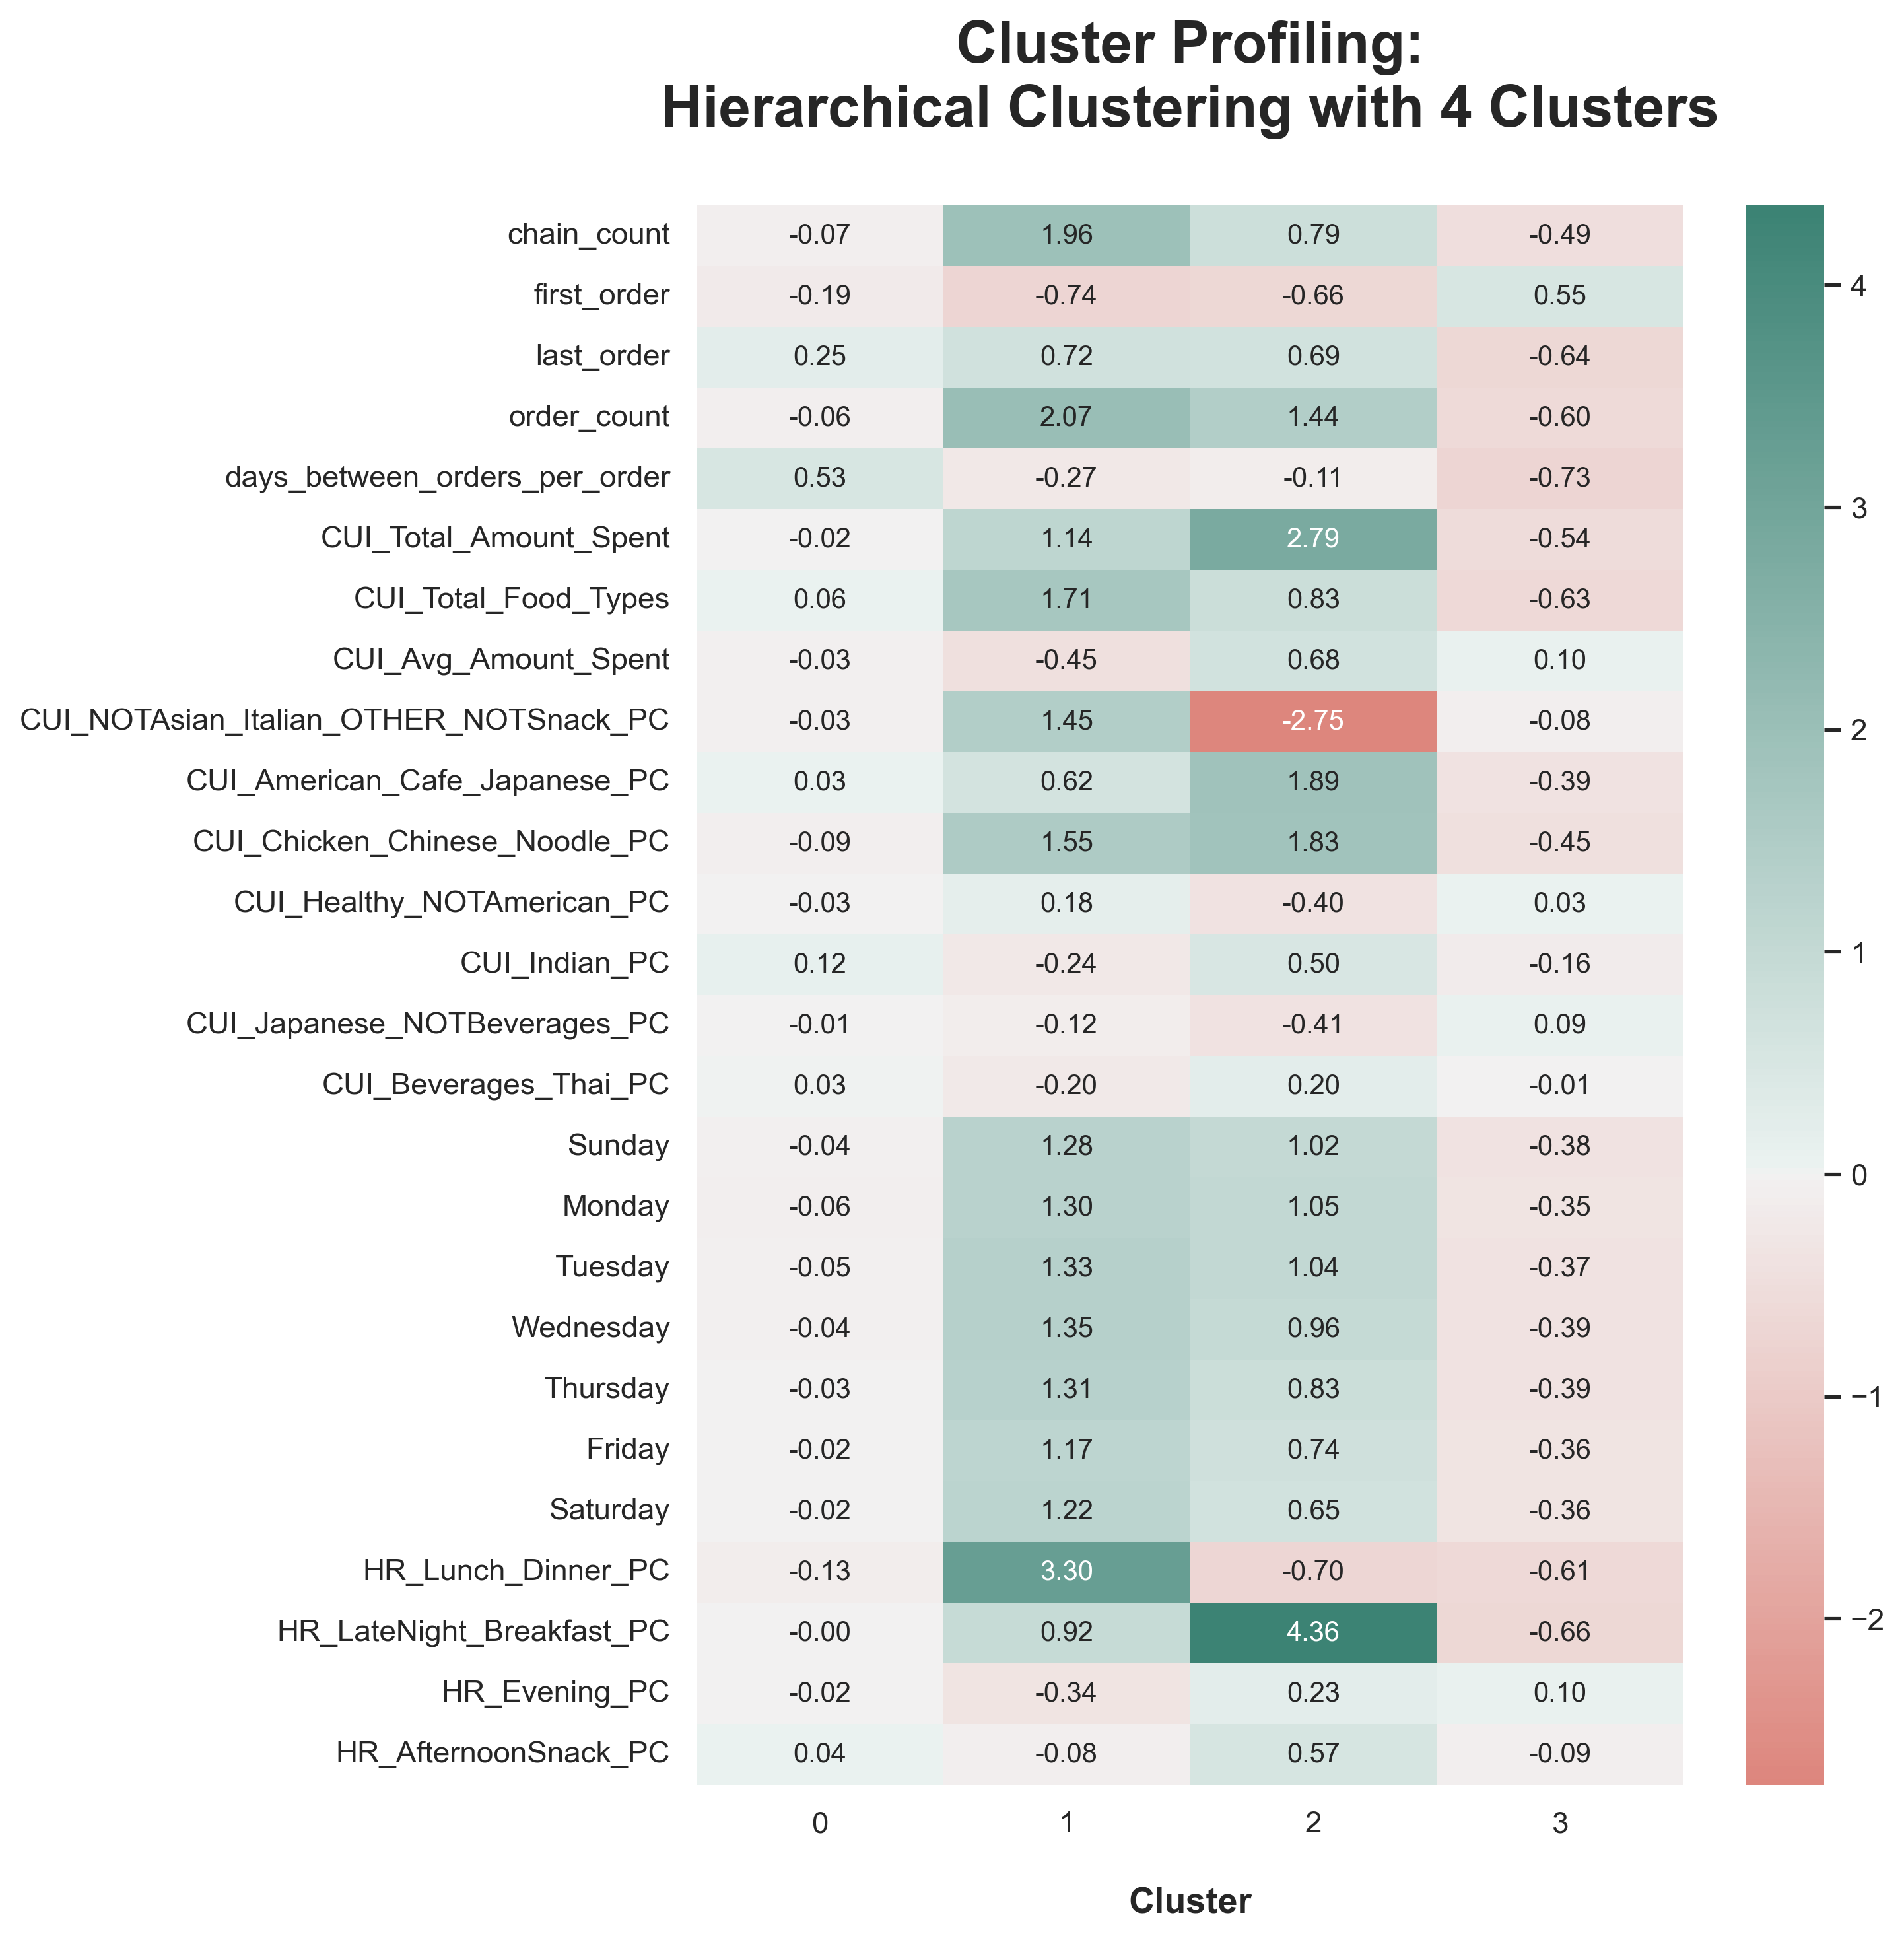 Cluster Profiling:
Hierarchical Clustering with 4 Clusters
chain_count -0.07 1.96 0.79 -0.49
first_order -0.19 -0.74 -0.66 0.55
last_order 0.25 0.72 0.69 -0.64
order_count -0.06 2.07 1.44 -0.60
days_between_orders_per_order 0.53 -0.27 -0.11 -0.73
CUI_Total_Amount_Spent -0.02 1.14 2.79 -0.54
CUI_Total_Food_Types 0.06 1.71 0.83 -0.63
CUI_Avg_Amount_Spent -0.03 -0.45 0.68 0.10
CUI_NOTAsian_Italian_OTHER_NOTSnack_PC -0.03 1.45 -2.75 -0.08
CUI_American_Cafe_Japanese_PC 0.03 0.62 1.89 -0.39
CUI_Chicken_Chinese_Noodle_PC -0.09 1.55 1.83 -0.45
CUI_Healthy_NOTAmerican_PC -0.03 0.18 -0.40 0.03
CUI_Indian_PC 0.12 -0.24 0.50 -0.16
CUI_Japanese_NOTBeverages_PC -0.01 -0.12 -0.41 0.09
CUI_Beverages_Thai_PC 0.03 -0.20 0.20 -0.01
Sunday -0.04 1.28 1.02 -0.38
Monday -0.06 1.30 1.05 -0.35
Tuesday -0.05 1.33 1.04 -0.37
Wednesday -0.04 1.35 0.96 -0.39
Thursday -0.03 1.31 0.83 -0.39
Friday -0.02 1.17 0.74 -0.36
Saturday -0.02 1.22 0.65 -0.36
HR_Lunch_Dinner_PC -0.13 3.30 -0.70 -0.61
HR_LateNight_Breakfast_PC -0.00 0.92 4.36 -0.66
HR_Evening_PC -0.02 -0.34 0.23 0.10
HR_AfternoonSnack_PC 0.04 -0.08 0.57 -0.09
0 1 2 3
Cluster
4
3
2
1
0
−1
−2